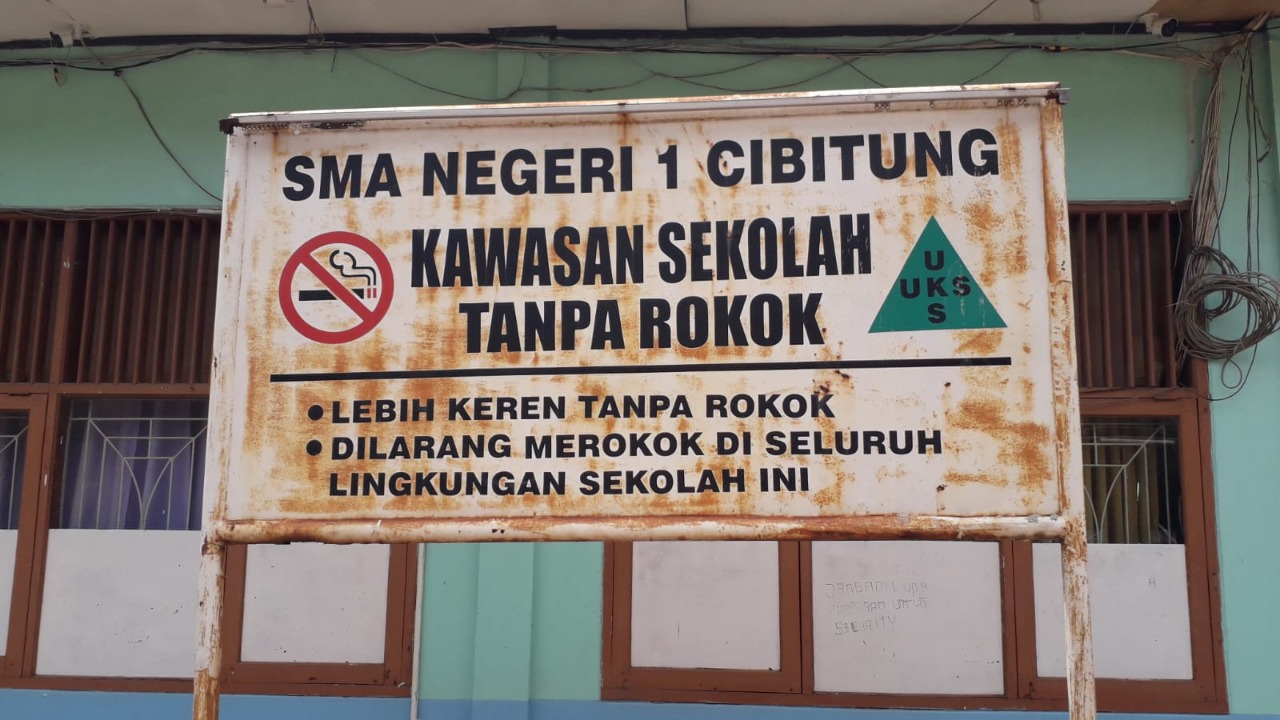 SMA NEGERI 1 CIBITUNG
KAWASAN SEKOLAH
TANPA ROKOK
U
UKS
S
• LEBIH KEREN TANPA ROKOK
• DILARANG MEROKOK DI SELURUH
LINGKUNGAN SEKOLAH INI